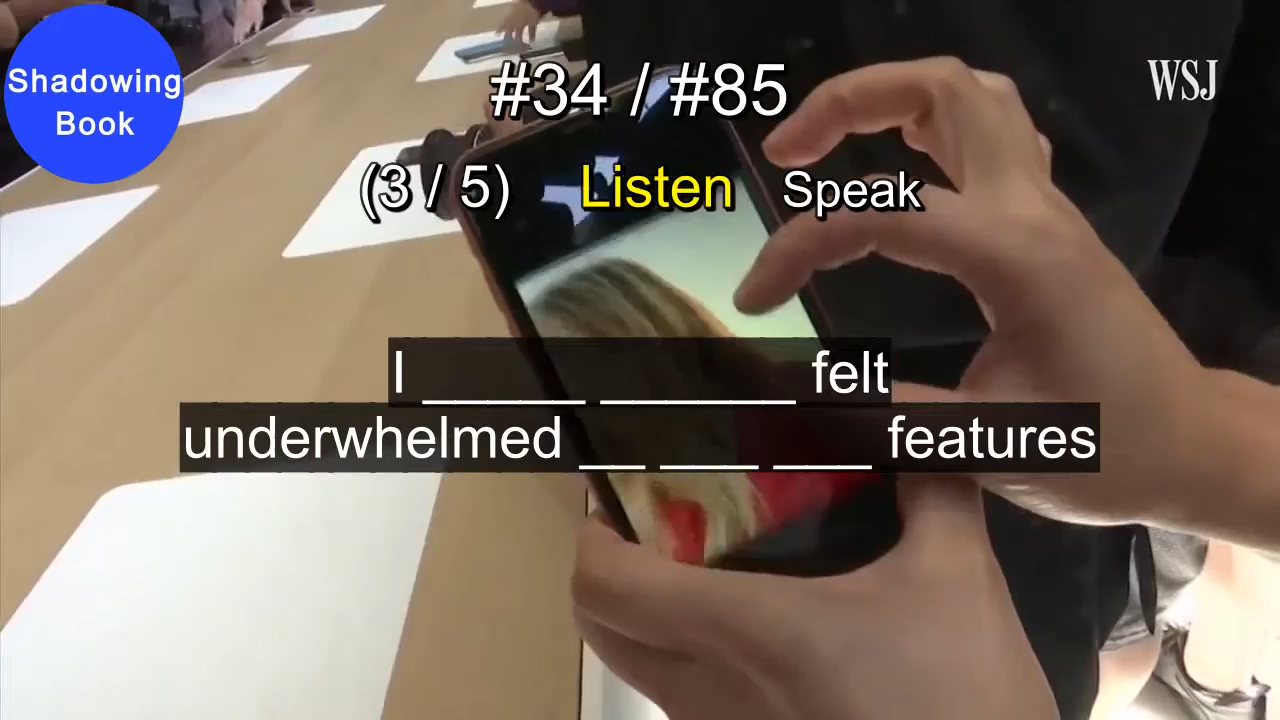 Shadowing
Book
#34 / #85
WSJ
(3 / 5) Listen Speak
I _____ ______ felt
underwhelmed __ ___ ___ features